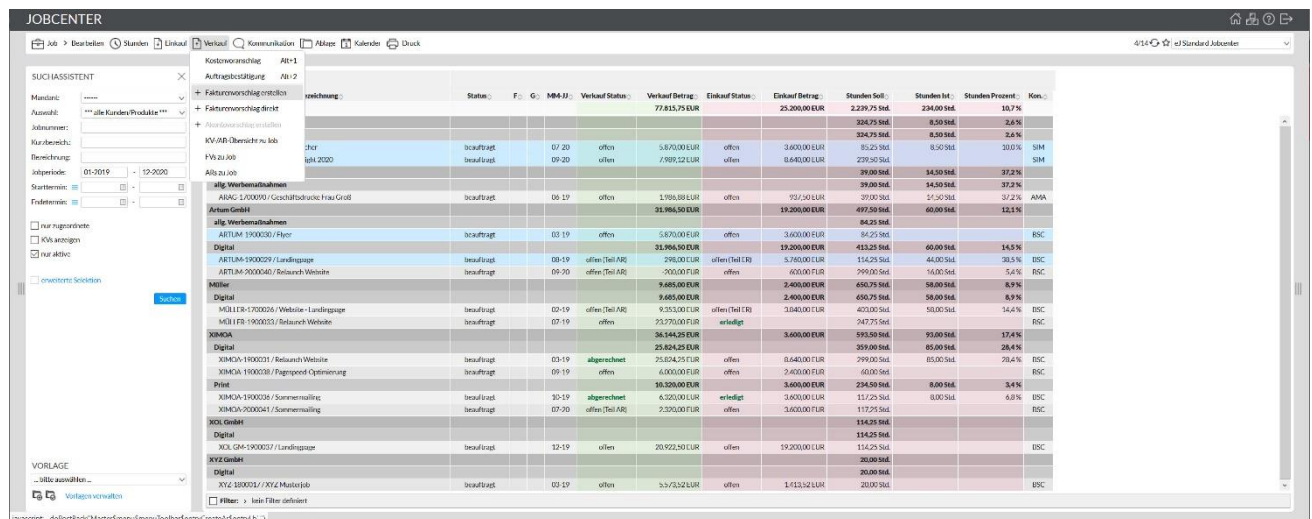 JOBCENTER
Job > Bearbeiten Stunden Einkauf Verkauf Kommunikation Ablage Kalender Druck 4/14 eJ Standard Jobcenter
Kostenvoranschlag Alt+1
Auftragsbestätigung Alt+2
+ Fakturenvorschlag erstellen
+ Fakturenvorschlag direkt
+ Abgrenzvorschlag erstellen
KV-/AB-Übersicht zu Job
FVs zu Job
ARs zu Job
SUCHASSISTENT
Mandant: ------
Auswahl: *** alle Kunden/Produkte ***
Jobnummer:
Kurzbereich:
Bezeichnung:
Jobperiode: 01-2019 - 12-2020
Starttermin: -
Endetermin: -
nur zugeordnete
KVs anzeigen
nur aktive
erweiterte Selektion
Suchen
VORLAGE
... bitte auswählen ...
Vorlagen verwalten
Status F G MM-JJ Verkauf Status Verkauf Betrag Einkauf Status Einkauf Betrag Stunden Soll Stunden Ist Stunden Prozent Kon.
77.815,75 EUR 25.200,00 EUR 2.239,75 Std. 234,00 Std. 10,7 %
324,75 Std. 8,50 Std. 2,6 %
324,75 Std. 8,50 Std. 2,6 %
beauftragt 07-20 offen 5.870,00 EUR offen 3.600,00 EUR 85,25 Std. 8,50 Std. 10,0 % SIM
beauftragt 09-20 offen 7.989,12 EUR offen 8.640,00 EUR 239,50 Std. SIM
39,00 Std. 14,50 Std. 37,2 %
allg. Werbemaßnahmen 39,00 Std. 14,50 Std. 37,2 %
ARAG-1700090 / Geschäftsdrucke Frau Groß beauftragt 06-19 offen 1.986,88 EUR offen 937,50 EUR 39,00 Std. 14,50 Std. 37,2 % AMA
Artum GmbH 31.986,50 EUR 19.200,00 EUR 497,50 Std. 60,00 Std. 12,1 %
allg. Werbemaßnahmen 84,25 Std.
ARTUM-1900030 / Flyer beauftragt 03-19 offen 5.870,00 EUR offen 3.600,00 EUR 84,25 Std. BSC
Digital 31.986,50 EUR 19.200,00 EUR 413,25 Std. 60,00 Std. 14,5 %
ARTUM-1900029 / Landingpage beauftragt 08-19 offen (Teil AR) 298,00 EUR offen (Teil ER) 5.760,00 EUR 114,25 Std. 44,00 Std. 38,5 % BSC
ARTUM-2000040 / Relaunch Website beauftragt 09-20 offen (Teil AR) -200,00 EUR offen 600,00 EUR 299,00 Std. 16,00 Std. 5,4 % BSC
Müller 9.685,00 EUR 2.400,00 EUR 650,75 Std. 58,00 Std. 8,9 %
Digital 9.685,00 EUR 2.400,00 EUR 650,75 Std. 58,00 Std. 8,9 %
MÜLLER-1700026 / Website - Landingpage beauftragt 02-19 offen (Teil AR) 9.353,00 EUR offen (Teil ER) 3.840,00 EUR 403,00 Std. 58,00 Std. 14,4 % BSC
MÜLLER-1900033 / Relaunch Website beauftragt 07-19 offen 23.270,00 EUR erledigt 247,75 Std. BSC
XIMOA 36.144,25 EUR 3.600,00 EUR 593,50 Std. 93,00 Std. 17,4 %
Digital 25.824,25 EUR 359,00 Std. 85,00 Std. 28,4 %
XIMOA-1900031 / Relaunch Website beauftragt 03-19 abgerechnet 25.824,25 EUR offen 8.640,00 EUR 299,00 Std. 85,00 Std. 28,4 % BSC
XIMOA-1900038 / Pagespeed-Optimierung beauftragt 09-19 offen 6.000,00 EUR offen 2.400,00 EUR 60,00 Std. BSC
Print 10.320,00 EUR 3.600,00 EUR 234,50 Std. 8,00 Std. 3,4 %
XIMOA-1900036 / Sommermailing beauftragt 10-19 abgerechnet 6.320,00 EUR erledigt 3.600,00 EUR 117,25 Std. 8,00 Std. 6,8 % BSC
XIMOA-2000041 / Sommermailing beauftragt 07-20 offen (Teil AR) 2.320,00 EUR offen 3.600,00 EUR 117,25 Std. BSC
XOL GmbH 114,25 Std.
Digital 114,25 Std.
XOL GM-1900037 / Landingpage beauftragt 12-19 offen 20.922,50 EUR offen 19.200,00 EUR 114,25 Std. BSC
XYZ GmbH 20,00 Std.
Digital 20,00 Std.
XYZ-1800017 / XYZ Musterjob beauftragt 03-19 offen 5.573,52 EUR offen 1.413,52 EUR 20,00 Std. BSC
Filter: > kein Filter definiert